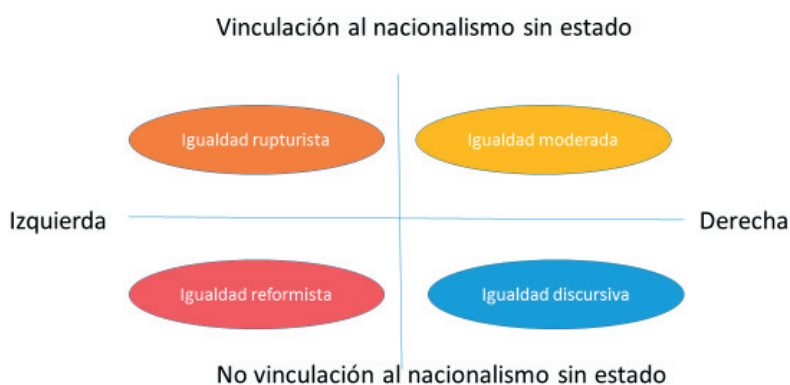 Vinculación al nacionalismo sin estado
Igualdad rupturista
Igualdad moderada
Izquierda
Derecha
Igualdad reformista
Igualdad discursiva
No vinculación al nacionalismo sin estado